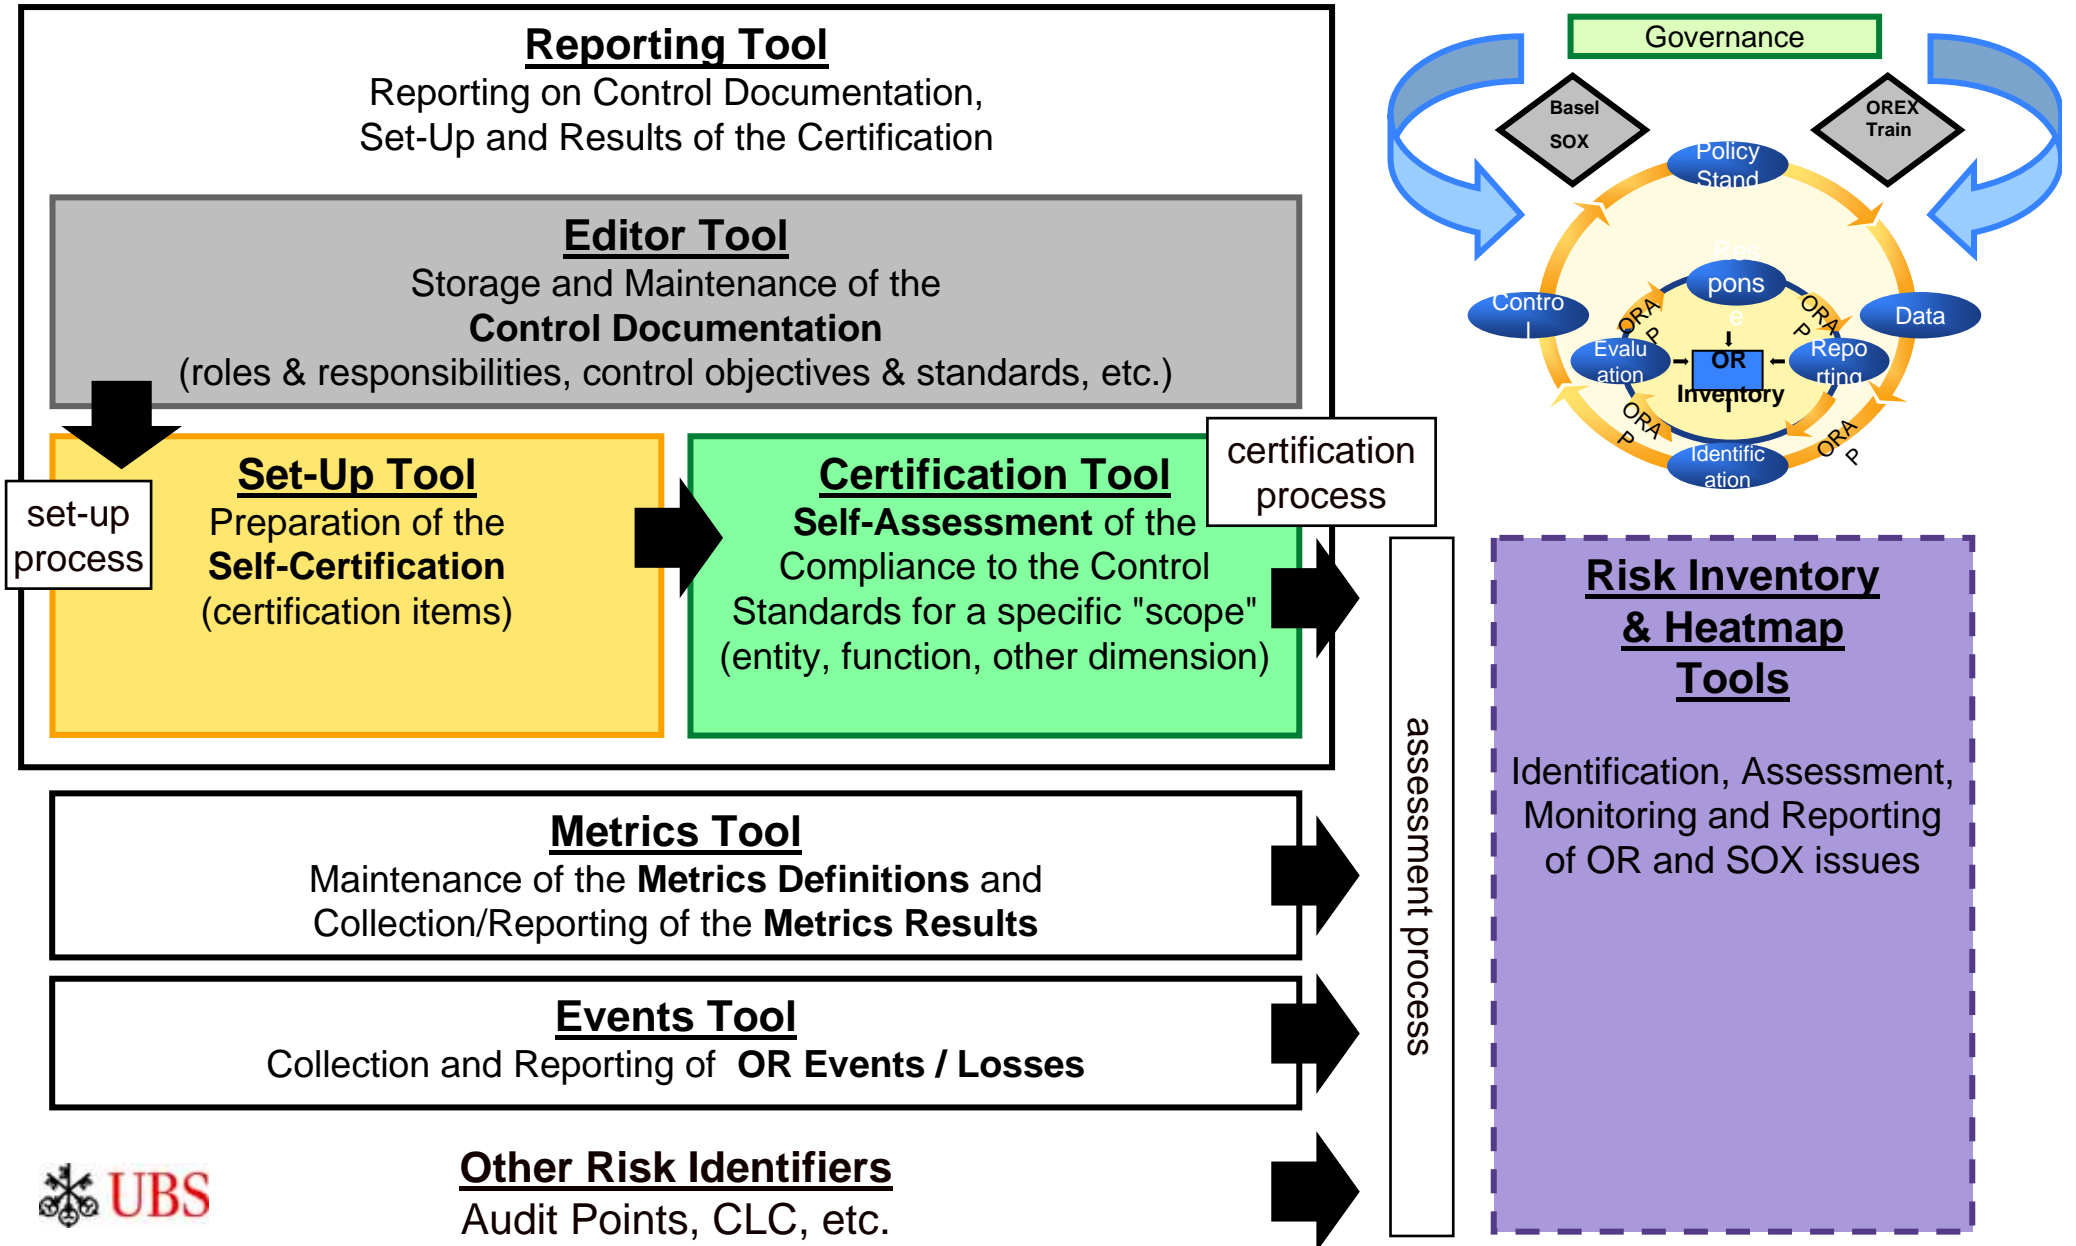 Reporting Tool
Reporting on Control Documentation,
Set-Up and Results of the Certification
Editor Tool
Storage and Maintenance of the
Control Documentation
(roles & responsibilities, control objectives & standards, etc.)
set-up
process
Set-Up Tool
Preparation of the
Self-Certification
(certification items)
Certification Tool
Self-Assessment of the
Compliance to the Control
Standards for a specific "scope"
(entity, function, other dimension)
certification
process
Metrics Tool
Maintenance of the Metrics Definitions and
Collection/Reporting of the Metrics Results
Events Tool
Collection and Reporting of OR Events / Losses
Other Risk Identifiers
Audit Points, CLC, etc.
UBS
assessment process
Governance
Basel
SOX
OREX
Train
Policy
Stand
Contro
l
Data
Res
pons
e
Evalu
ation
Repo
rting
OR
Inventory
Identific
ation
ORA
P
ORA
P
ORA
P
ORA
P
Risk Inventory
& Heatmap
Tools
Identification, Assessment,
Monitoring and Reporting
of OR and SOX issues